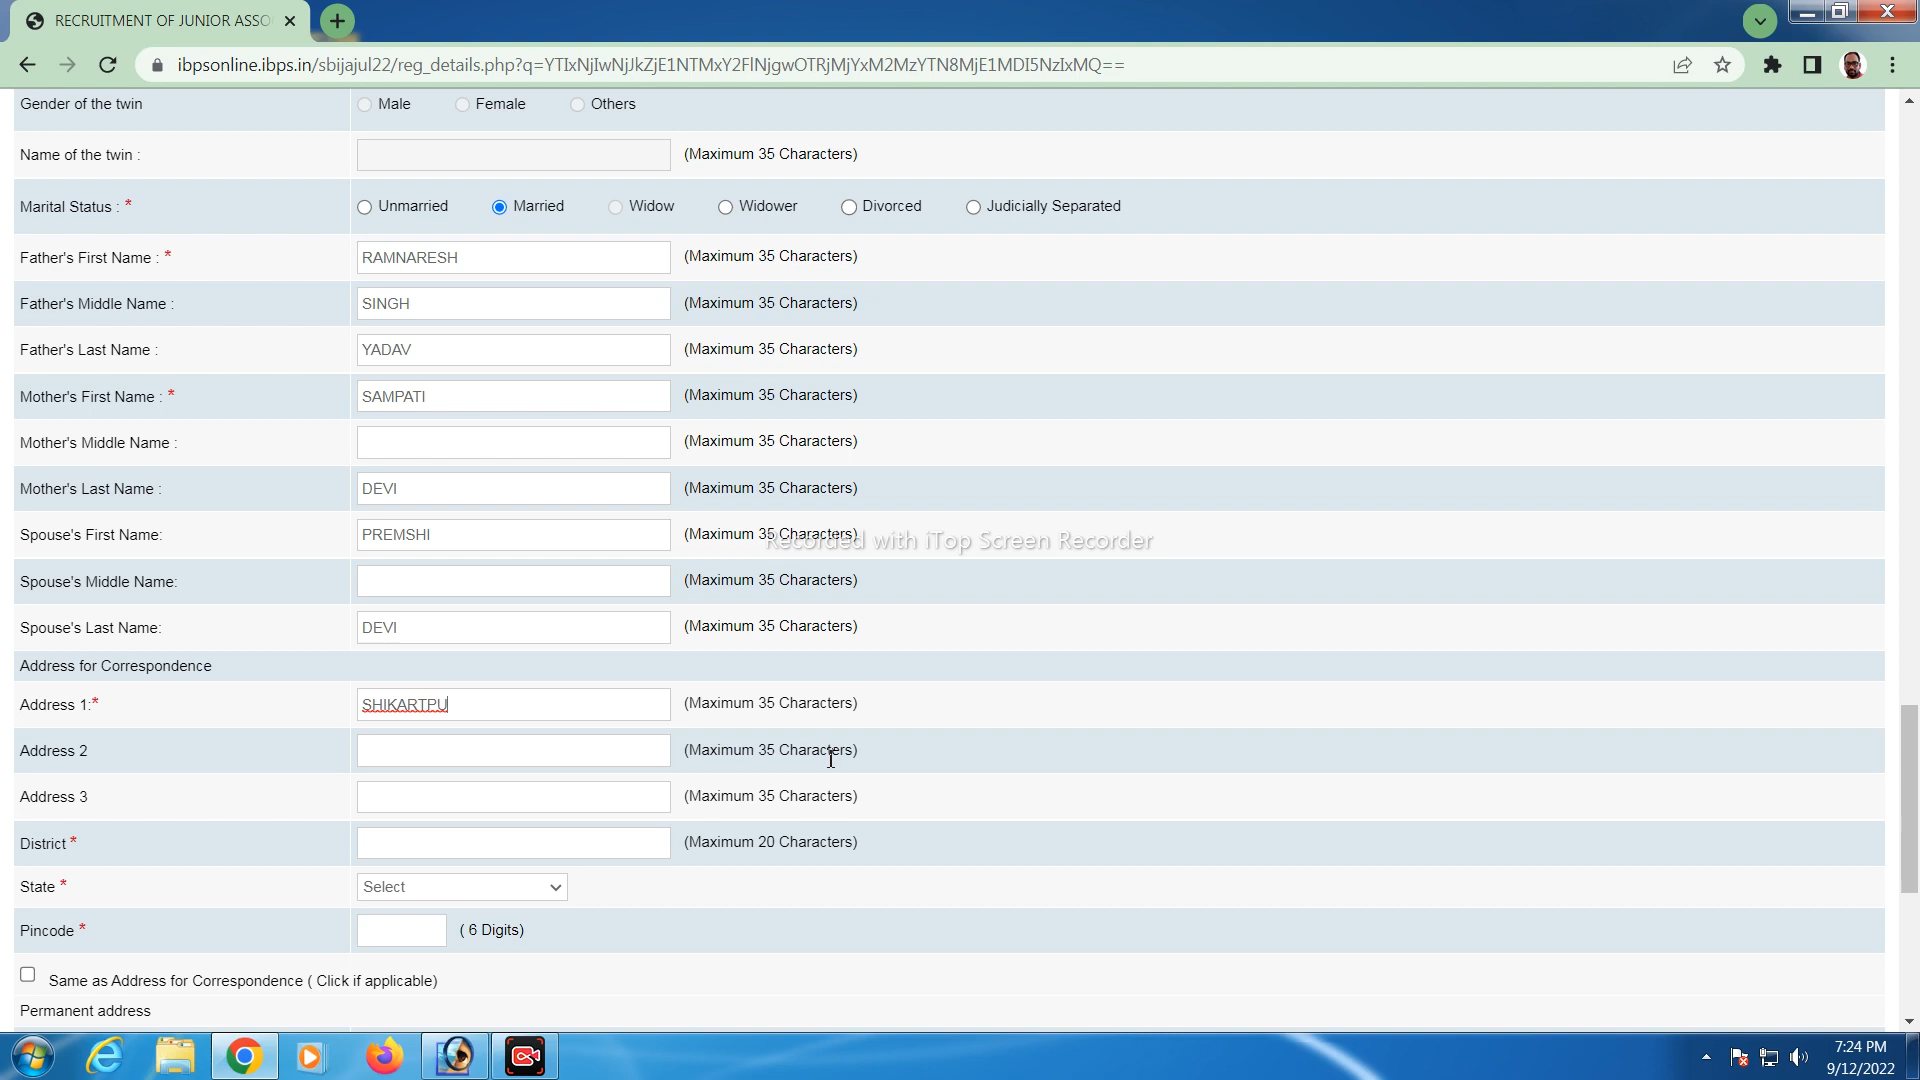 RECRUITMENT OF JUNIOR ASSO
ibpsonline.ibps.in/sbijajul22/reg_details.php?q=YTIxNjIwNjJkZjE1NTMxY2FlNjgwOTRjMjYxM2MzYTN8MjE1MDI5NzIxMQ==
Gender of the twin Male Female Others
Name of the twin : (Maximum 35 Characters)
Marital Status : * Unmarried Married Widow Widower Divorced Judicially Separated
Father's First Name : * RAMNARESH (Maximum 35 Characters)
Father's Middle Name : SINGH (Maximum 35 Characters)
Father's Last Name : YADAV (Maximum 35 Characters)
Mother's First Name : * SAMPATI (Maximum 35 Characters)
Mother's Middle Name : (Maximum 35 Characters)
Mother's Last Name : DEVI (Maximum 35 Characters)
Spouse's First Name: PREMSHI (Maximum 35 Characters)
Recorded with iTop Screen Recorder
Spouse's Middle Name: (Maximum 35 Characters)
Spouse's Last Name: DEVI (Maximum 35 Characters)
Address for Correspondence
Address 1:* SHIKARTPU (Maximum 35 Characters)
Address 2 (Maximum 35 Characters)
Address 3 (Maximum 35 Characters)
District * (Maximum 20 Characters)
State * Select
Pincode * ( 6 Digits)
Same as Address for Correspondence ( Click if applicable)
Permanent address
7:24 PM
9/12/2022